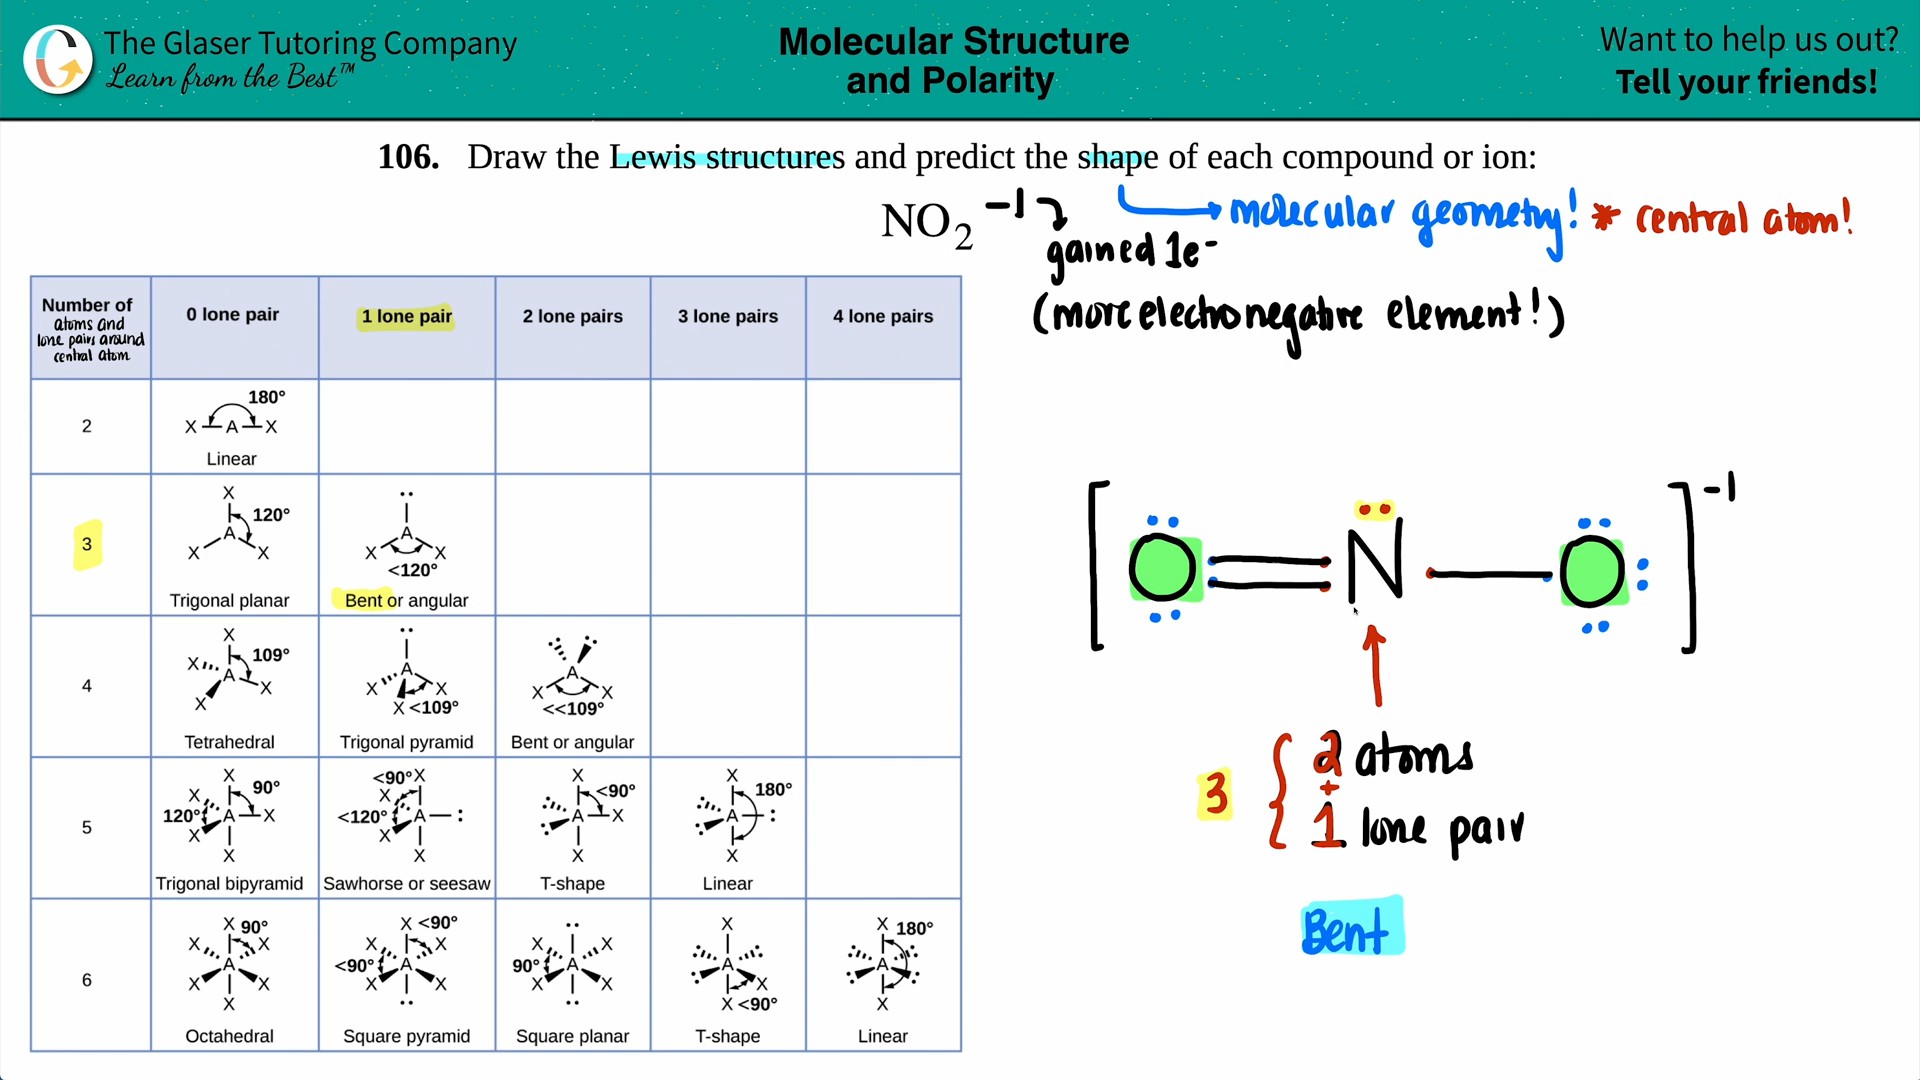 The Glaser Tutoring Company
Learn from the Best™
Molecular Structure
and Polarity
Want to help us out?
Tell your friends!
106. Draw the Lewis structures and predict the shape of each compound or ion:
NO2 -1
gained 1e-
(more electronegative element!)
molecular geometry! * central atom!
Number of
atoms and
lone pairs around
central atom
0 lone pair
1 lone pair
2 lone pairs
3 lone pairs
4 lone pairs
2
180°
X A X
Linear
3
X
120°
A
X X
Trigonal planar
A
X X
<120°
Bent or angular
4
X
X 109°
A
X
X
Tetrahedral
A
X X
X <109°
Trigonal pyramid
A
X X
<<109°
Bent or angular
5
X
X 90°
120° A X
X
X
Trigonal bipyramid
<90° X
X
<120° A :
X
X
Sawhorse or seesaw
X
<90°
A X
X
T-shape
X
180°
A :
X
Linear
6
X 90°
X X
A
X X
X
Octahedral
X <90°
X X
<90° A
X X
Square pyramid
X X
90° A
X X
Square planar
X
A
X
X <90°
T-shape
X 180°
A
X
Linear
[ O N O ] -1
3
2 atoms
+
1 lone pair
Bent